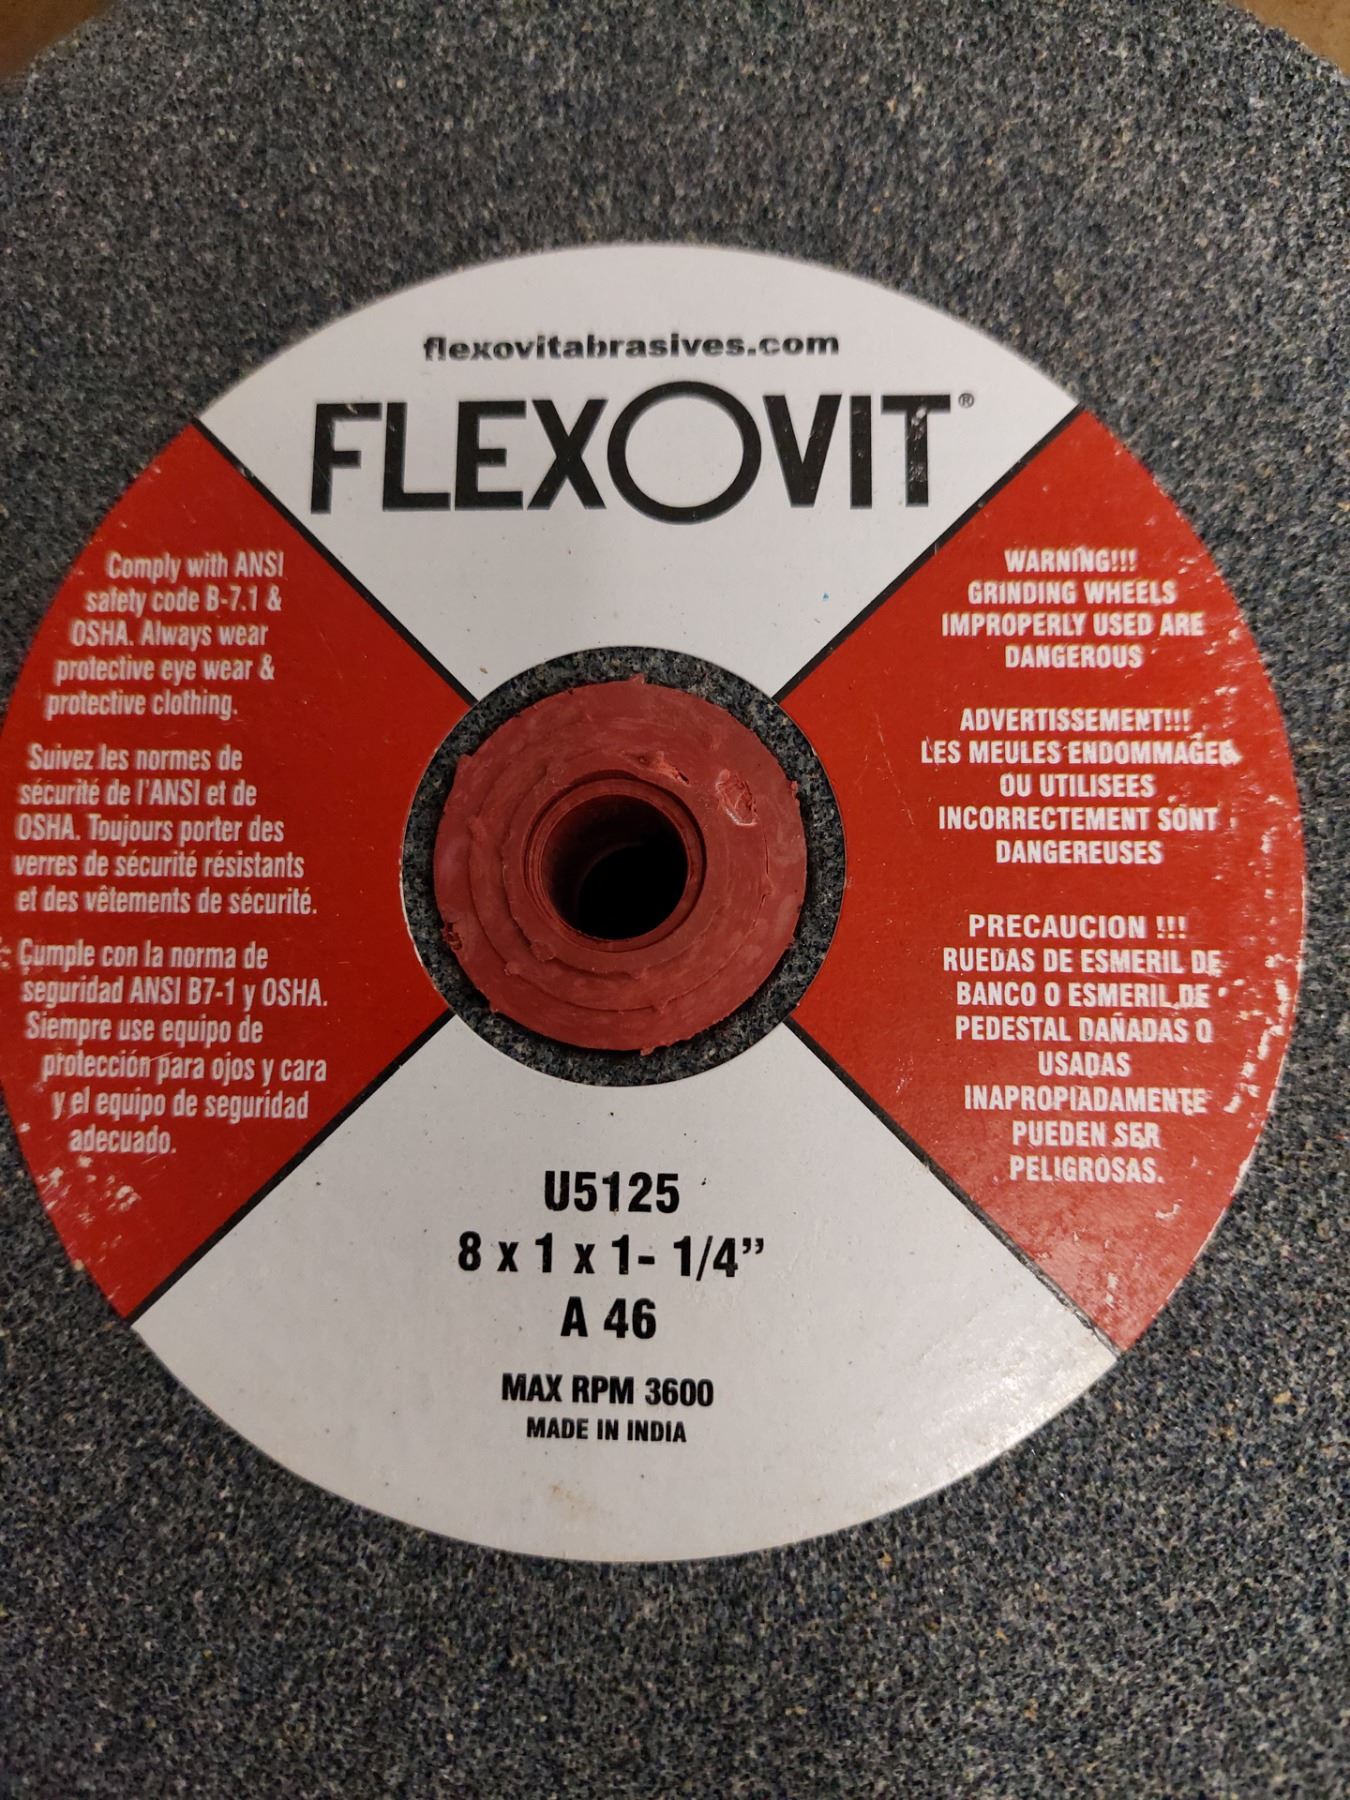 flexovitabrasives.com
FLEXOVIT®
Comply with ANSI
safety code B-7.1 &
OSHA. Always wear
protective eye wear &
protective clothing.
Suivez les normes de
sécurité de l'ANSI et de
OSHA. Toujours porter des
verres de sécurité résistants
et des vêtements de sécurité.
Cumple con la norma de
seguridad ANSI B7-1 y OSHA.
Siempre use equipo de
protección para ojos y cara
y el equipo de seguridad
adecuado.
WARNING!!!
GRINDING WHEELS
IMPROPERLY USED ARE
DANGEROUS
ADVERTISSEMENT!!!
LES MEULES ENDOMMAGEES
OU UTILISEES
INCORRECTEMENT SONT
DANGEREUSES
PRECAUCION !!!
RUEDAS DE ESMERIL DE
BANCO O ESMERIL DE
PEDESTAL DAÑADAS O
USADAS
INAPROPIADAMENTE
PUEDEN SER
PELIGROSAS.
U5125
8 x 1 x 1- 1/4”
A 46
MAX RPM 3600
MADE IN INDIA